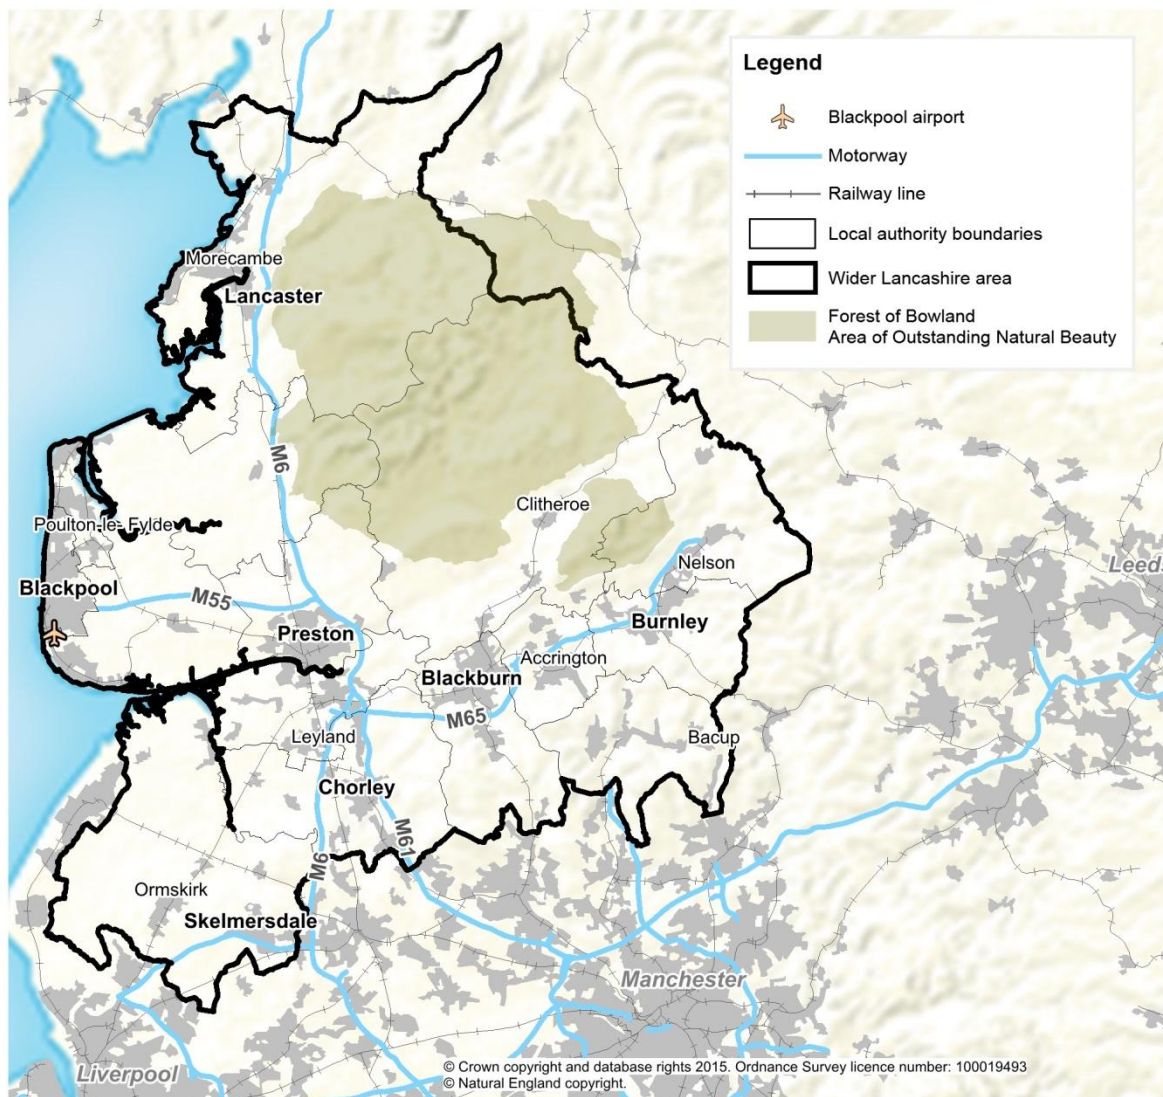 Legend
Blackpool airport
Motorway
Railway line
Local authority boundaries
Wider Lancashire area
Forest of Bowland
Area of Outstanding Natural Beauty
Morecambe
Lancaster
M6
Clitheroe
Poulton-le- Fylde
Nelson
Leeds
Blackpool
M55
Preston
Burnley
Accrington
Blackburn
M65
Leyland
Bacup
Chorley
M61
M6
Ormskirk
Skelmersdale
Manchester
Liverpool
© Crown copyright and database rights 2015. Ordnance Survey licence number: 100019493
© Natural England copyright.